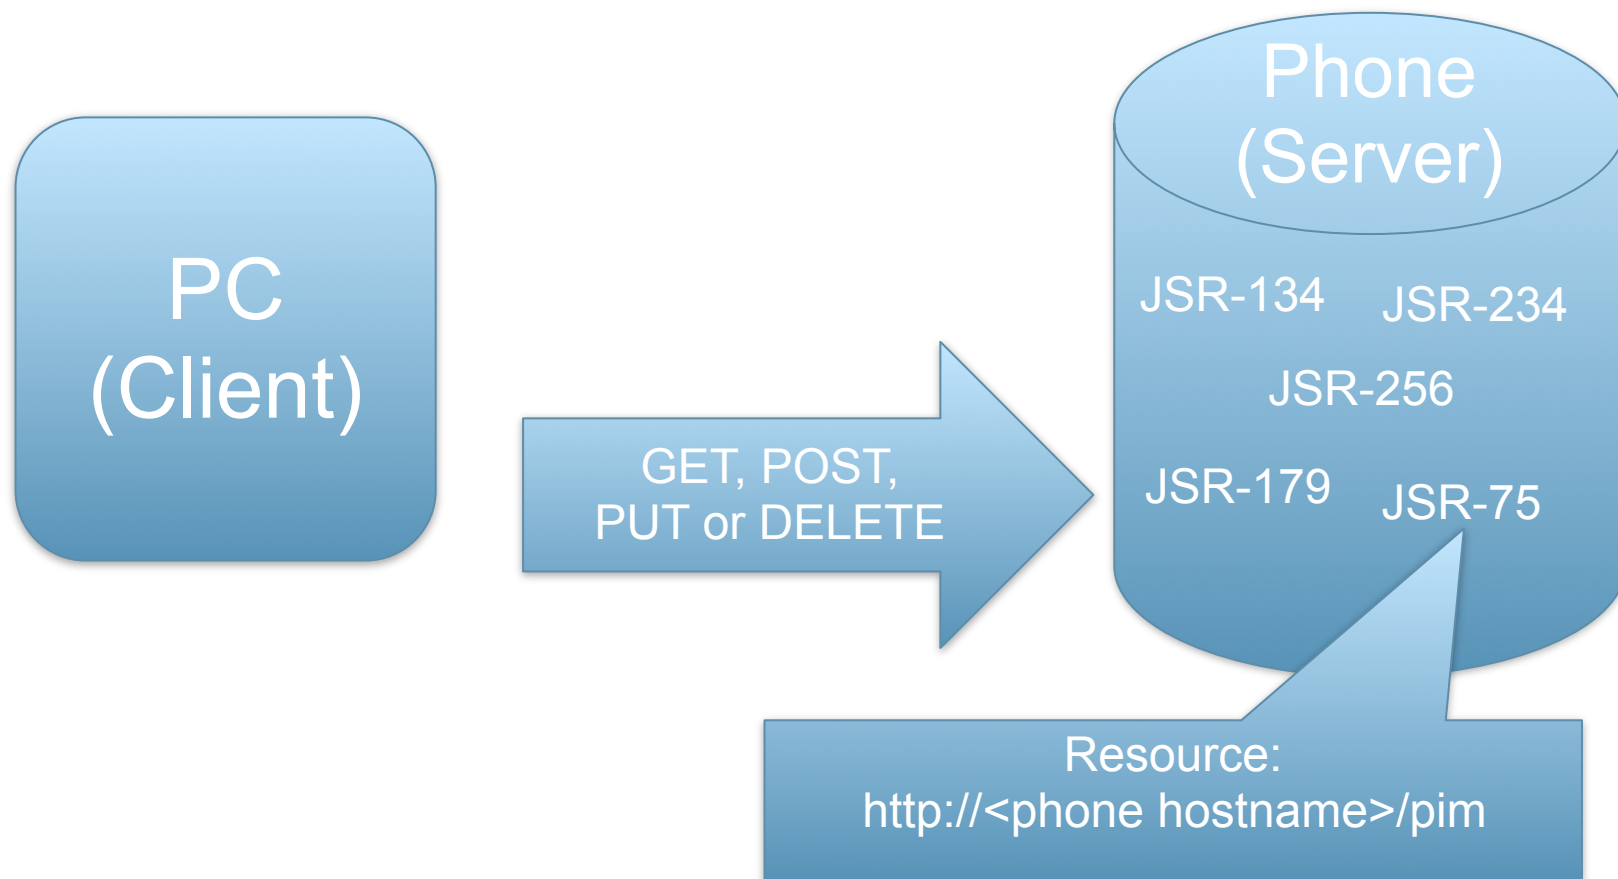 PC
(Client)
GET, POST,
PUT or DELETE
Phone
(Server)
JSR-134
JSR-234
JSR-256
JSR-179
JSR-75
Resource:
http://<phone hostname>/pim